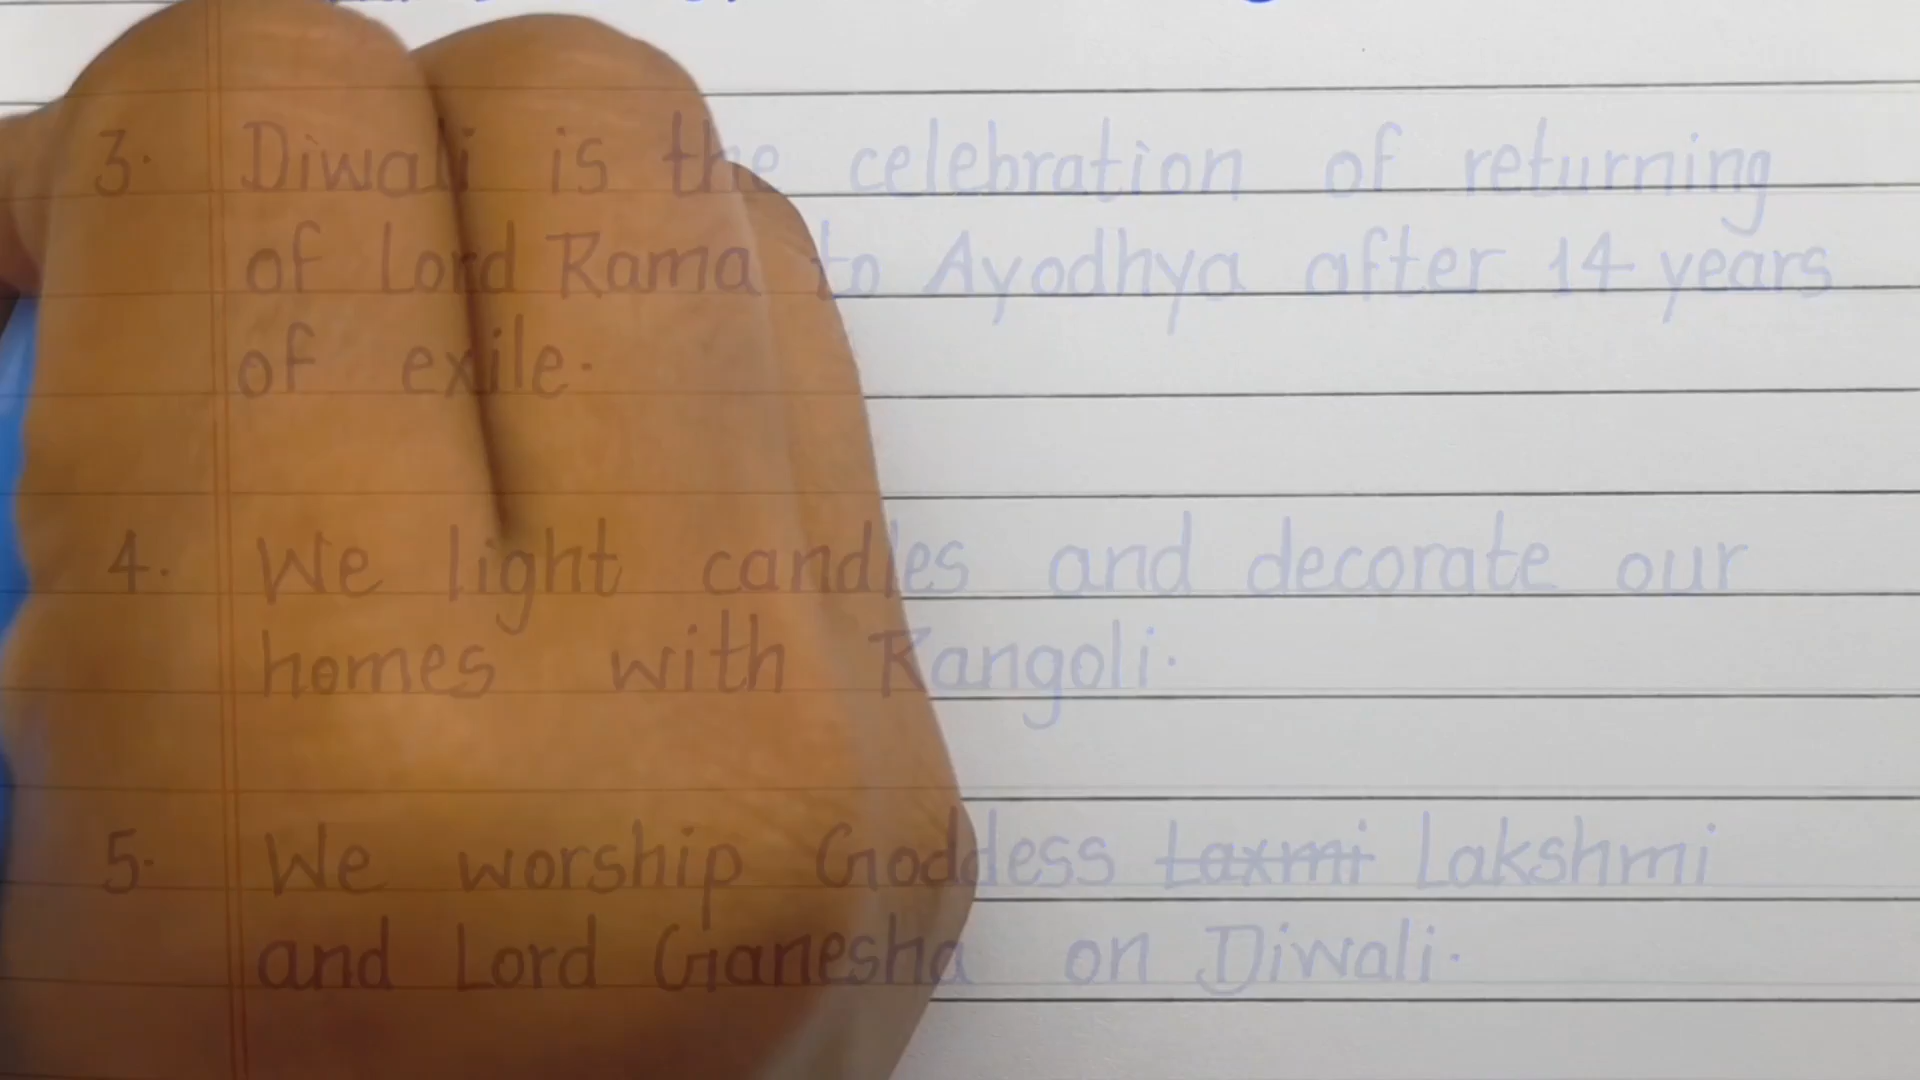 3. Diwali is the celebration of returning
of Lord Rama to Ayodhya after 14 years
of exile.
4. We light candles and decorate our
homes with Rangoli.
5. We worship Goddess Laxmi Lakshmi
and Lord Ganesha on Diwali.